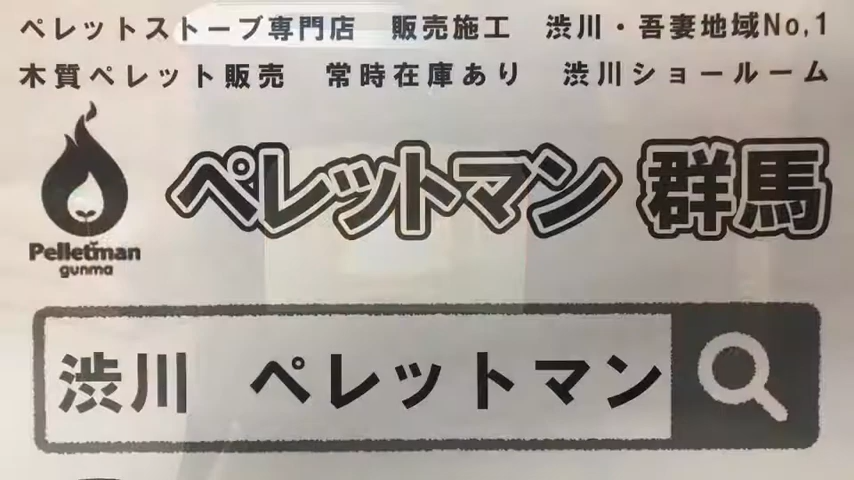 ペレットストーブ専門店 販売施工 渋川・吾妻地域No,1
木質ペレット販売 常時在庫あり 渋川ショールーム
ペレットマン 群馬
Pelletman
gunma
渋川 ペレットマン